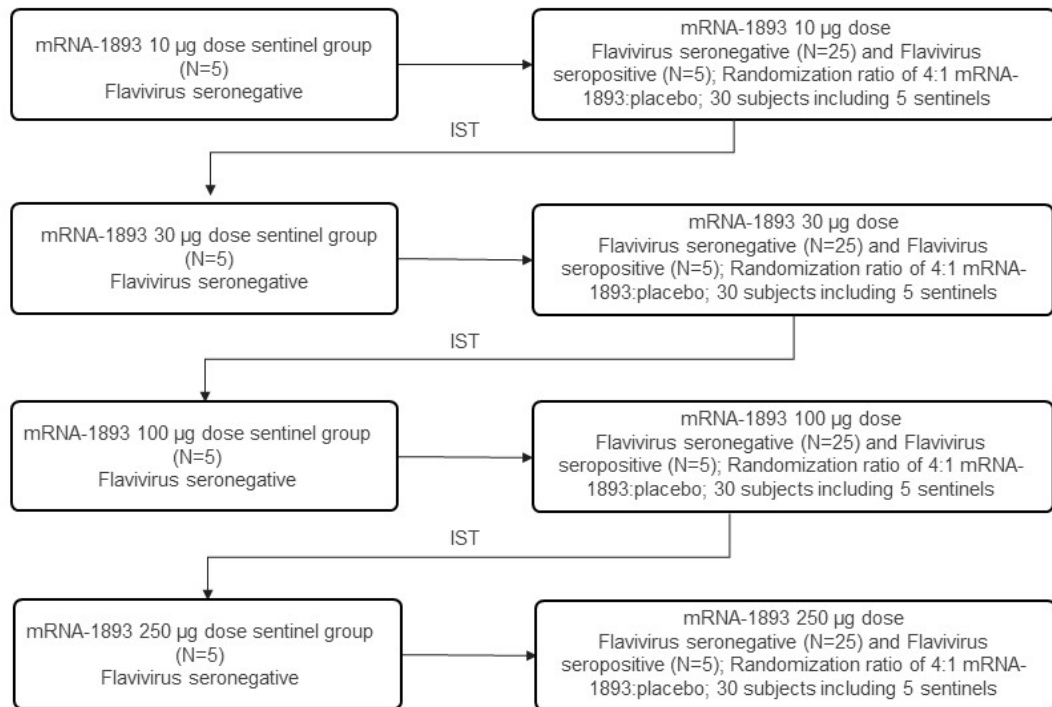 mRNA-1893 10 µg dose sentinel group
(N=5)
Flavivirus seronegative
mRNA-1893 10 µg dose
Flavivirus seronegative (N=25) and Flavivirus
seropositive (N=5); Randomization ratio of 4:1 mRNA-
1893:placebo; 30 subjects including 5 sentinels
IST
mRNA-1893 30 µg dose sentinel group
(N=5)
Flavivirus seronegative
mRNA-1893 30 µg dose
Flavivirus seronegative (N=25) and Flavivirus
seropositive (N=5); Randomization ratio of 4:1 mRNA-
1893:placebo; 30 subjects including 5 sentinels
IST
mRNA-1893 100 µg dose sentinel group
(N=5)
Flavivirus seronegative
mRNA-1893 100 µg dose
Flavivirus seronegative (N=25) and Flavivirus
seropositive (N=5); Randomization ratio of 4:1 mRNA-
1893:placebo; 30 subjects including 5 sentinels
IST
mRNA-1893 250 µg dose sentinel group
(N=5)
Flavivirus seronegative
mRNA-1893 250 µg dose
Flavivirus seronegative (N=25) and Flavivirus
seropositive (N=5); Randomization ratio of 4:1 mRNA-
1893:placebo; 30 subjects including 5 sentinels